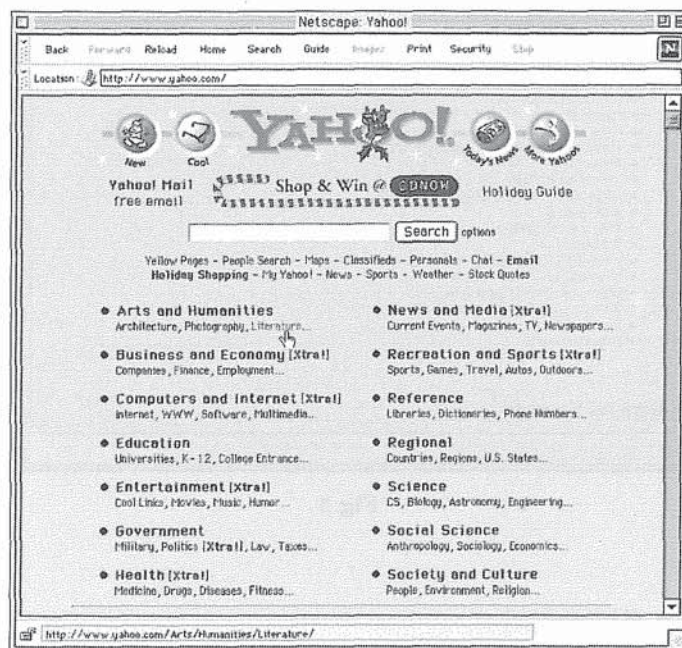 Netscape: Yahoo!
Back Forward Reload Home Search Guide Images Print Security Stop
N
Location: http://www.yahoo.com/
YAHOO!
New Cool Today's News More Yahoos
Yahoo! Mail
free email
Shop & Win @ CDNOW
Holiday Guide
Search options
Yellow Pages - People Search - Maps - Classifieds - Personals - Chat - Email
Holiday Shopping - My Yahoo! - News - Sports - Weather - Stock Quotes
Arts and Humanities
Architecture, Photography, Literature...
Business and Economy [Xtra!]
Companies, Finance, Employment...
Computers and Internet [Xtra!]
Internet, WWW, Software, Multimedia...
Education
Universities, K-12, College Entrance...
Entertainment [Xtra!]
Cool Links, Movies, Music, Humor...
Government
Military, Politics [Xtra!], Law, Taxes...
Health [Xtra!]
Medicine, Drugs, Diseases, Fitness...
News and Media [Xtra!]
Current Events, Magazines, TV, Newspapers...
Recreation and Sports [Xtra!]
Sports, Games, Travel, Autos, Outdoors...
Reference
Libraries, Dictionaries, Phone Numbers...
Regional
Countries, Regions, U.S. States...
Science
CS, Biology, Astronomy, Engineering...
Social Science
Anthropology, Sociology, Economics...
Society and Culture
People, Environment, Religion...
http://www.yahoo.com/Arts/Humanities/Literature/